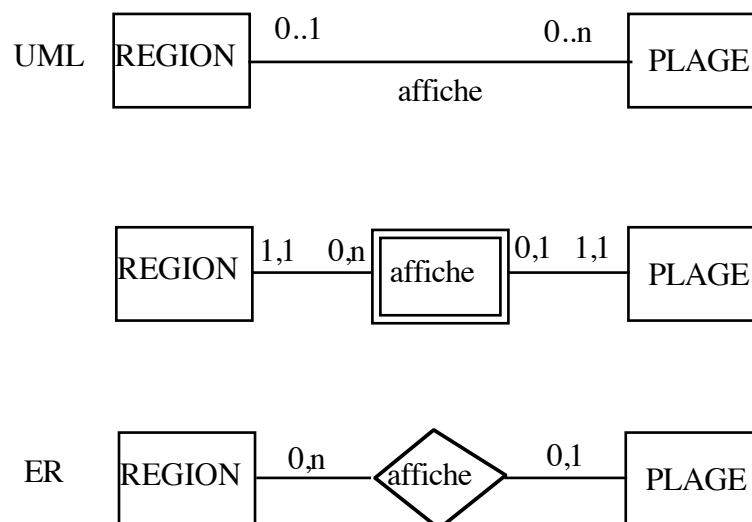 0..1 0..n
UML REGION PLAGE
affiche
REGION 1,1 0,n affiche 0,1 1,1 PLAGE
ER REGION 0,n affiche 0,1 PLAGE